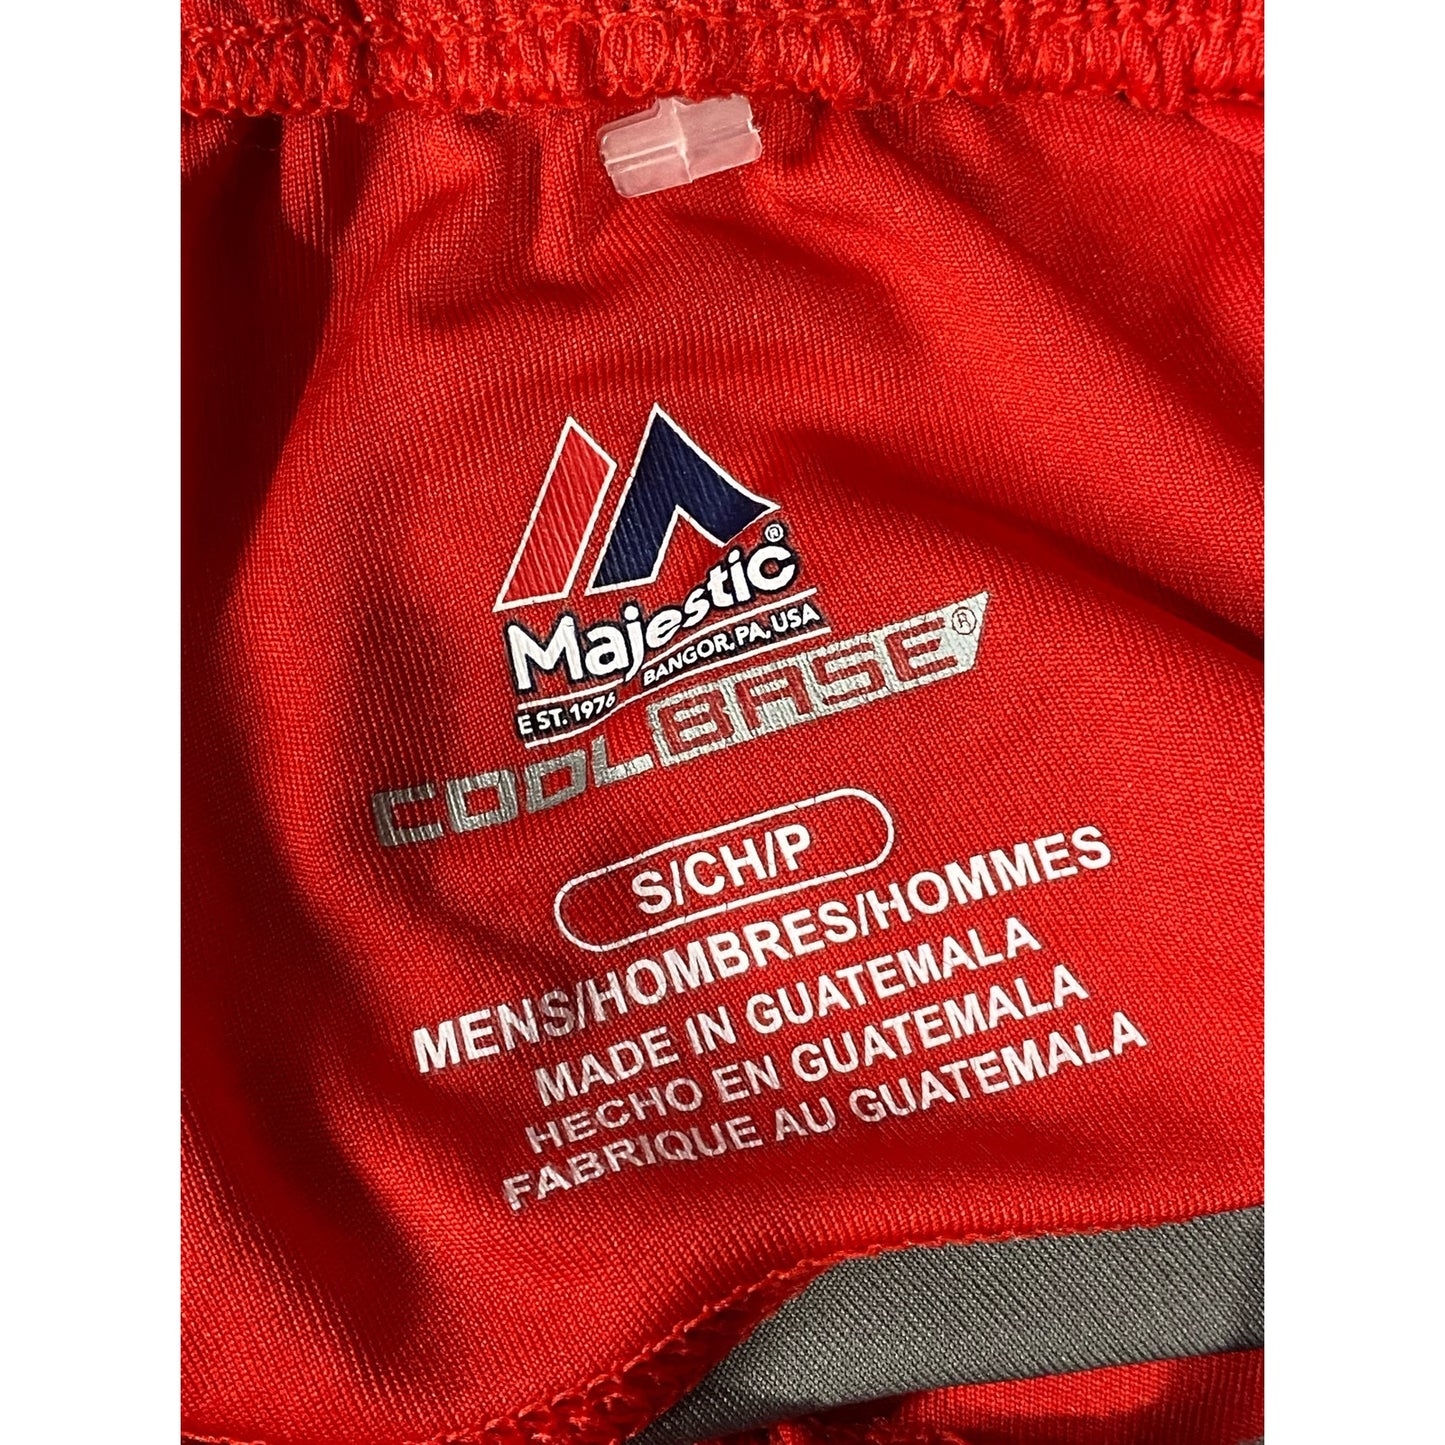 Majestic®
EST. 1976 BANGOR, PA, USA
COOLBASE®
S/CH/P
MENS/HOMBRES/HOMMES
MADE IN GUATEMALA
HECHO EN GUATEMALA
FABRIQUE AU GUATEMALA